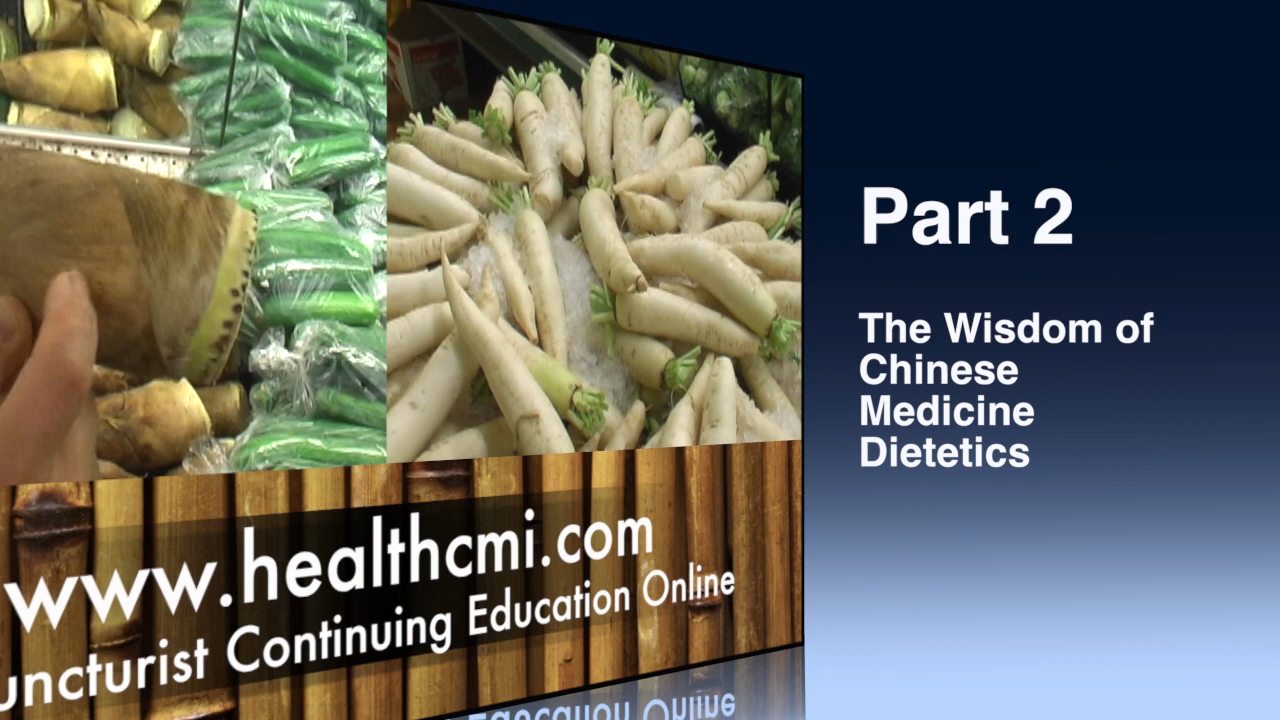 Part 2
The Wisdom of
Chinese
Medicine
Dietetics
www.healthcmi.com
uncturist Continuing Education Online